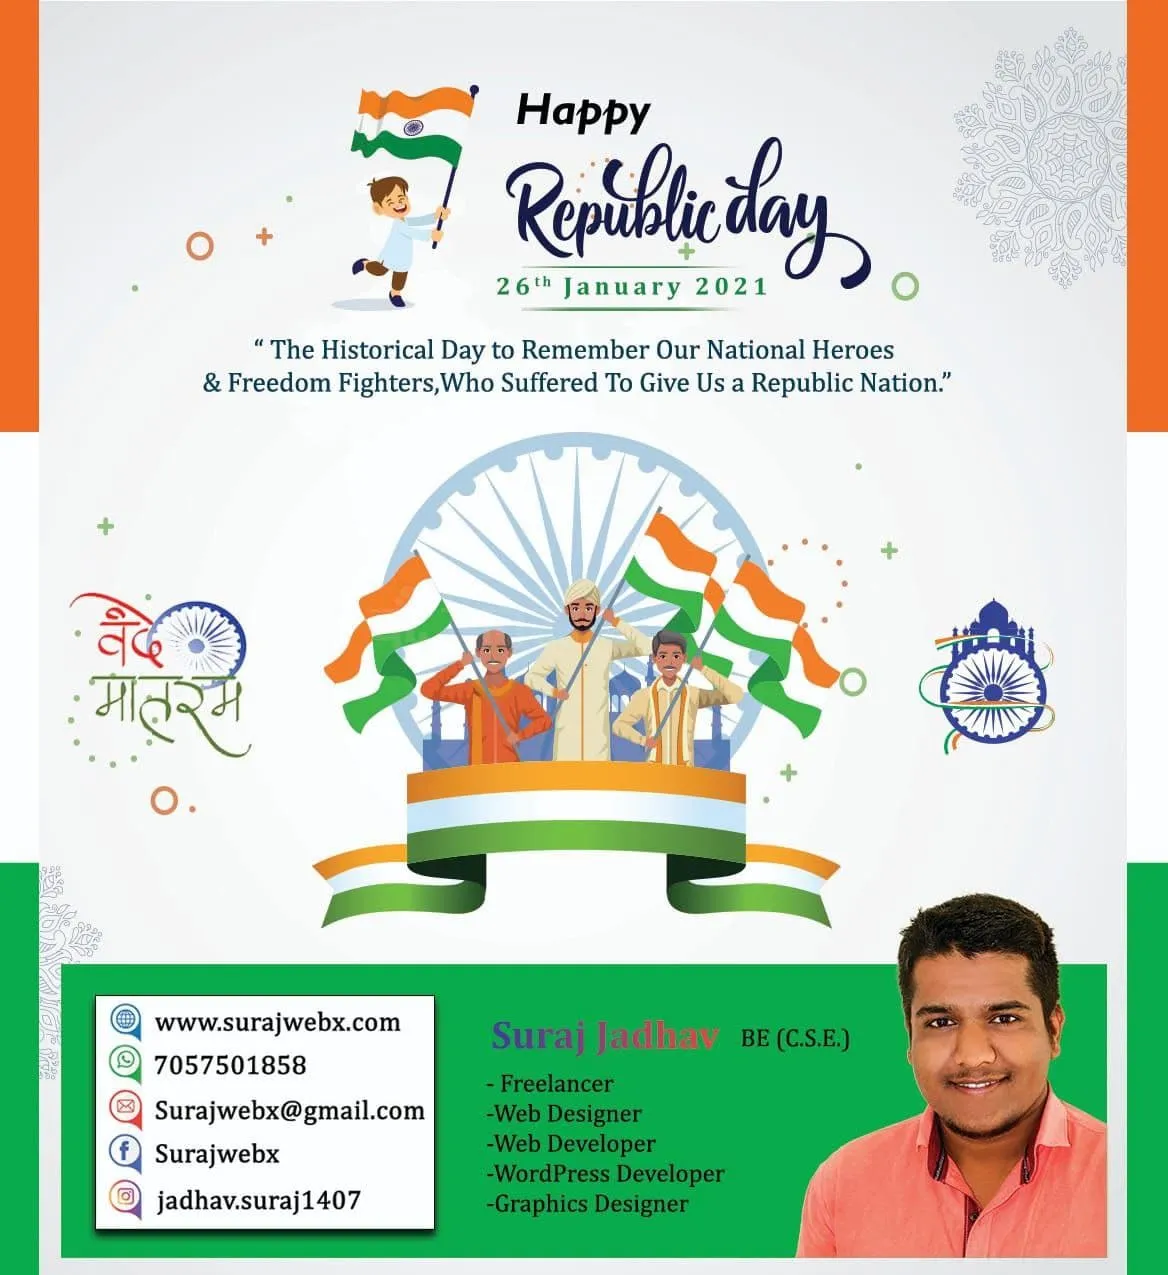 Happy
Republic day
26th January 2021
“ The Historical Day to Remember Our National Heroes
& Freedom Fighters,Who Suffered To Give Us a Republic Nation.”
वंदे
मातरम
www.surajwebx.com
7057501858
Surajwebx@gmail.com
Surajwebx
jadhav.suraj1407
Suraj Jadhav BE (C.S.E.)
- Freelancer
-Web Designer
-Web Developer
-WordPress Developer
-Graphics Designer